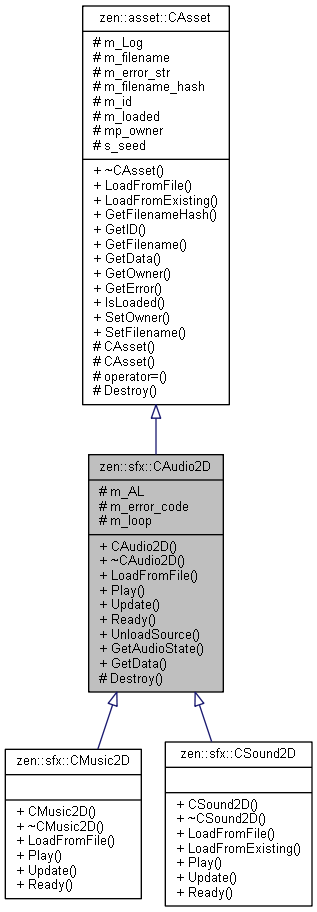 zen::asset::CAsset
# m_Log
# m_filename
# m_error_str
# m_filename_hash
# m_id
# m_loaded
# mp_owner
# s_seed
+ ~CAsset()
+ LoadFromFile()
+ LoadFromExisting()
+ GetFilenameHash()
+ GetID()
+ GetFilename()
+ GetData()
+ GetOwner()
+ GetError()
+ IsLoaded()
+ SetOwner()
+ SetFilename()
# CAsset()
# CAsset()
# operator=()
# Destroy()
zen::sfx::CAudio2D
# m_AL
# m_error_code
# m_loop
+ CAudio2D()
+ ~CAudio2D()
+ LoadFromFile()
+ Play()
+ Update()
+ Ready()
+ UnloadSource()
+ GetAudioState()
+ GetData()
# Destroy()
zen::sfx::CMusic2D
+ CMusic2D()
+ ~CMusic2D()
+ LoadFromFile()
+ Play()
+ Update()
+ Ready()
zen::sfx::CSound2D
+ CSound2D()
+ ~CSound2D()
+ LoadFromFile()
+ LoadFromExisting()
+ Play()
+ Update()
+ Ready()